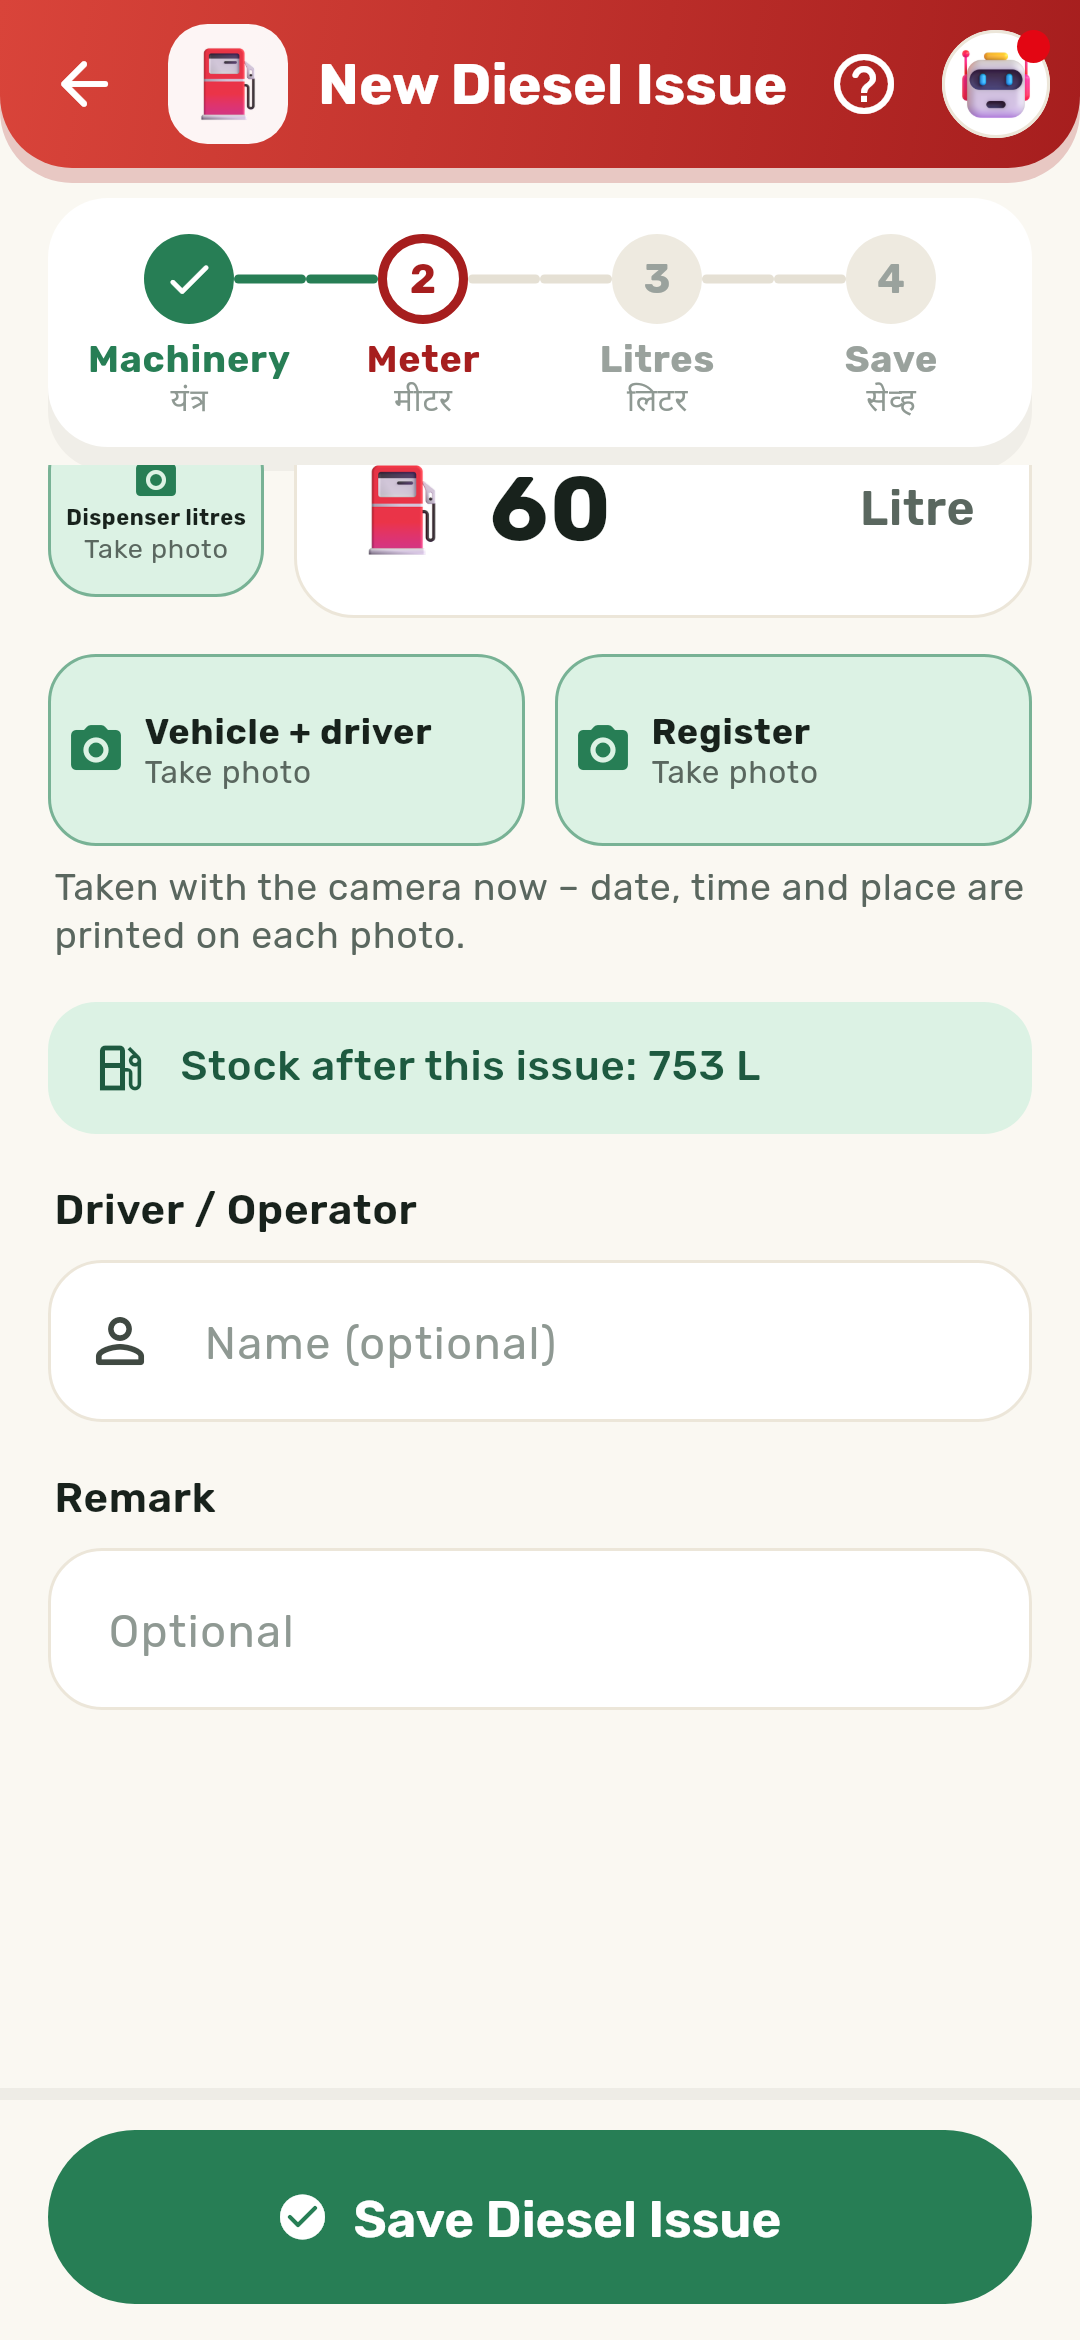 New Diesel Issue
2
3
4
Machinery
Meter
Litres
Save
यंत्र
मीटर
लिटर
सेव्ह
Dispenser litres
Take photo
60
Litre
Vehicle + driver
Take photo
Register
Take photo
Taken with the camera now – date, time and place are
printed on each photo.
Stock after this issue: 753 L
Driver / Operator
Name (optional)
Remark
Optional
Save Diesel Issue